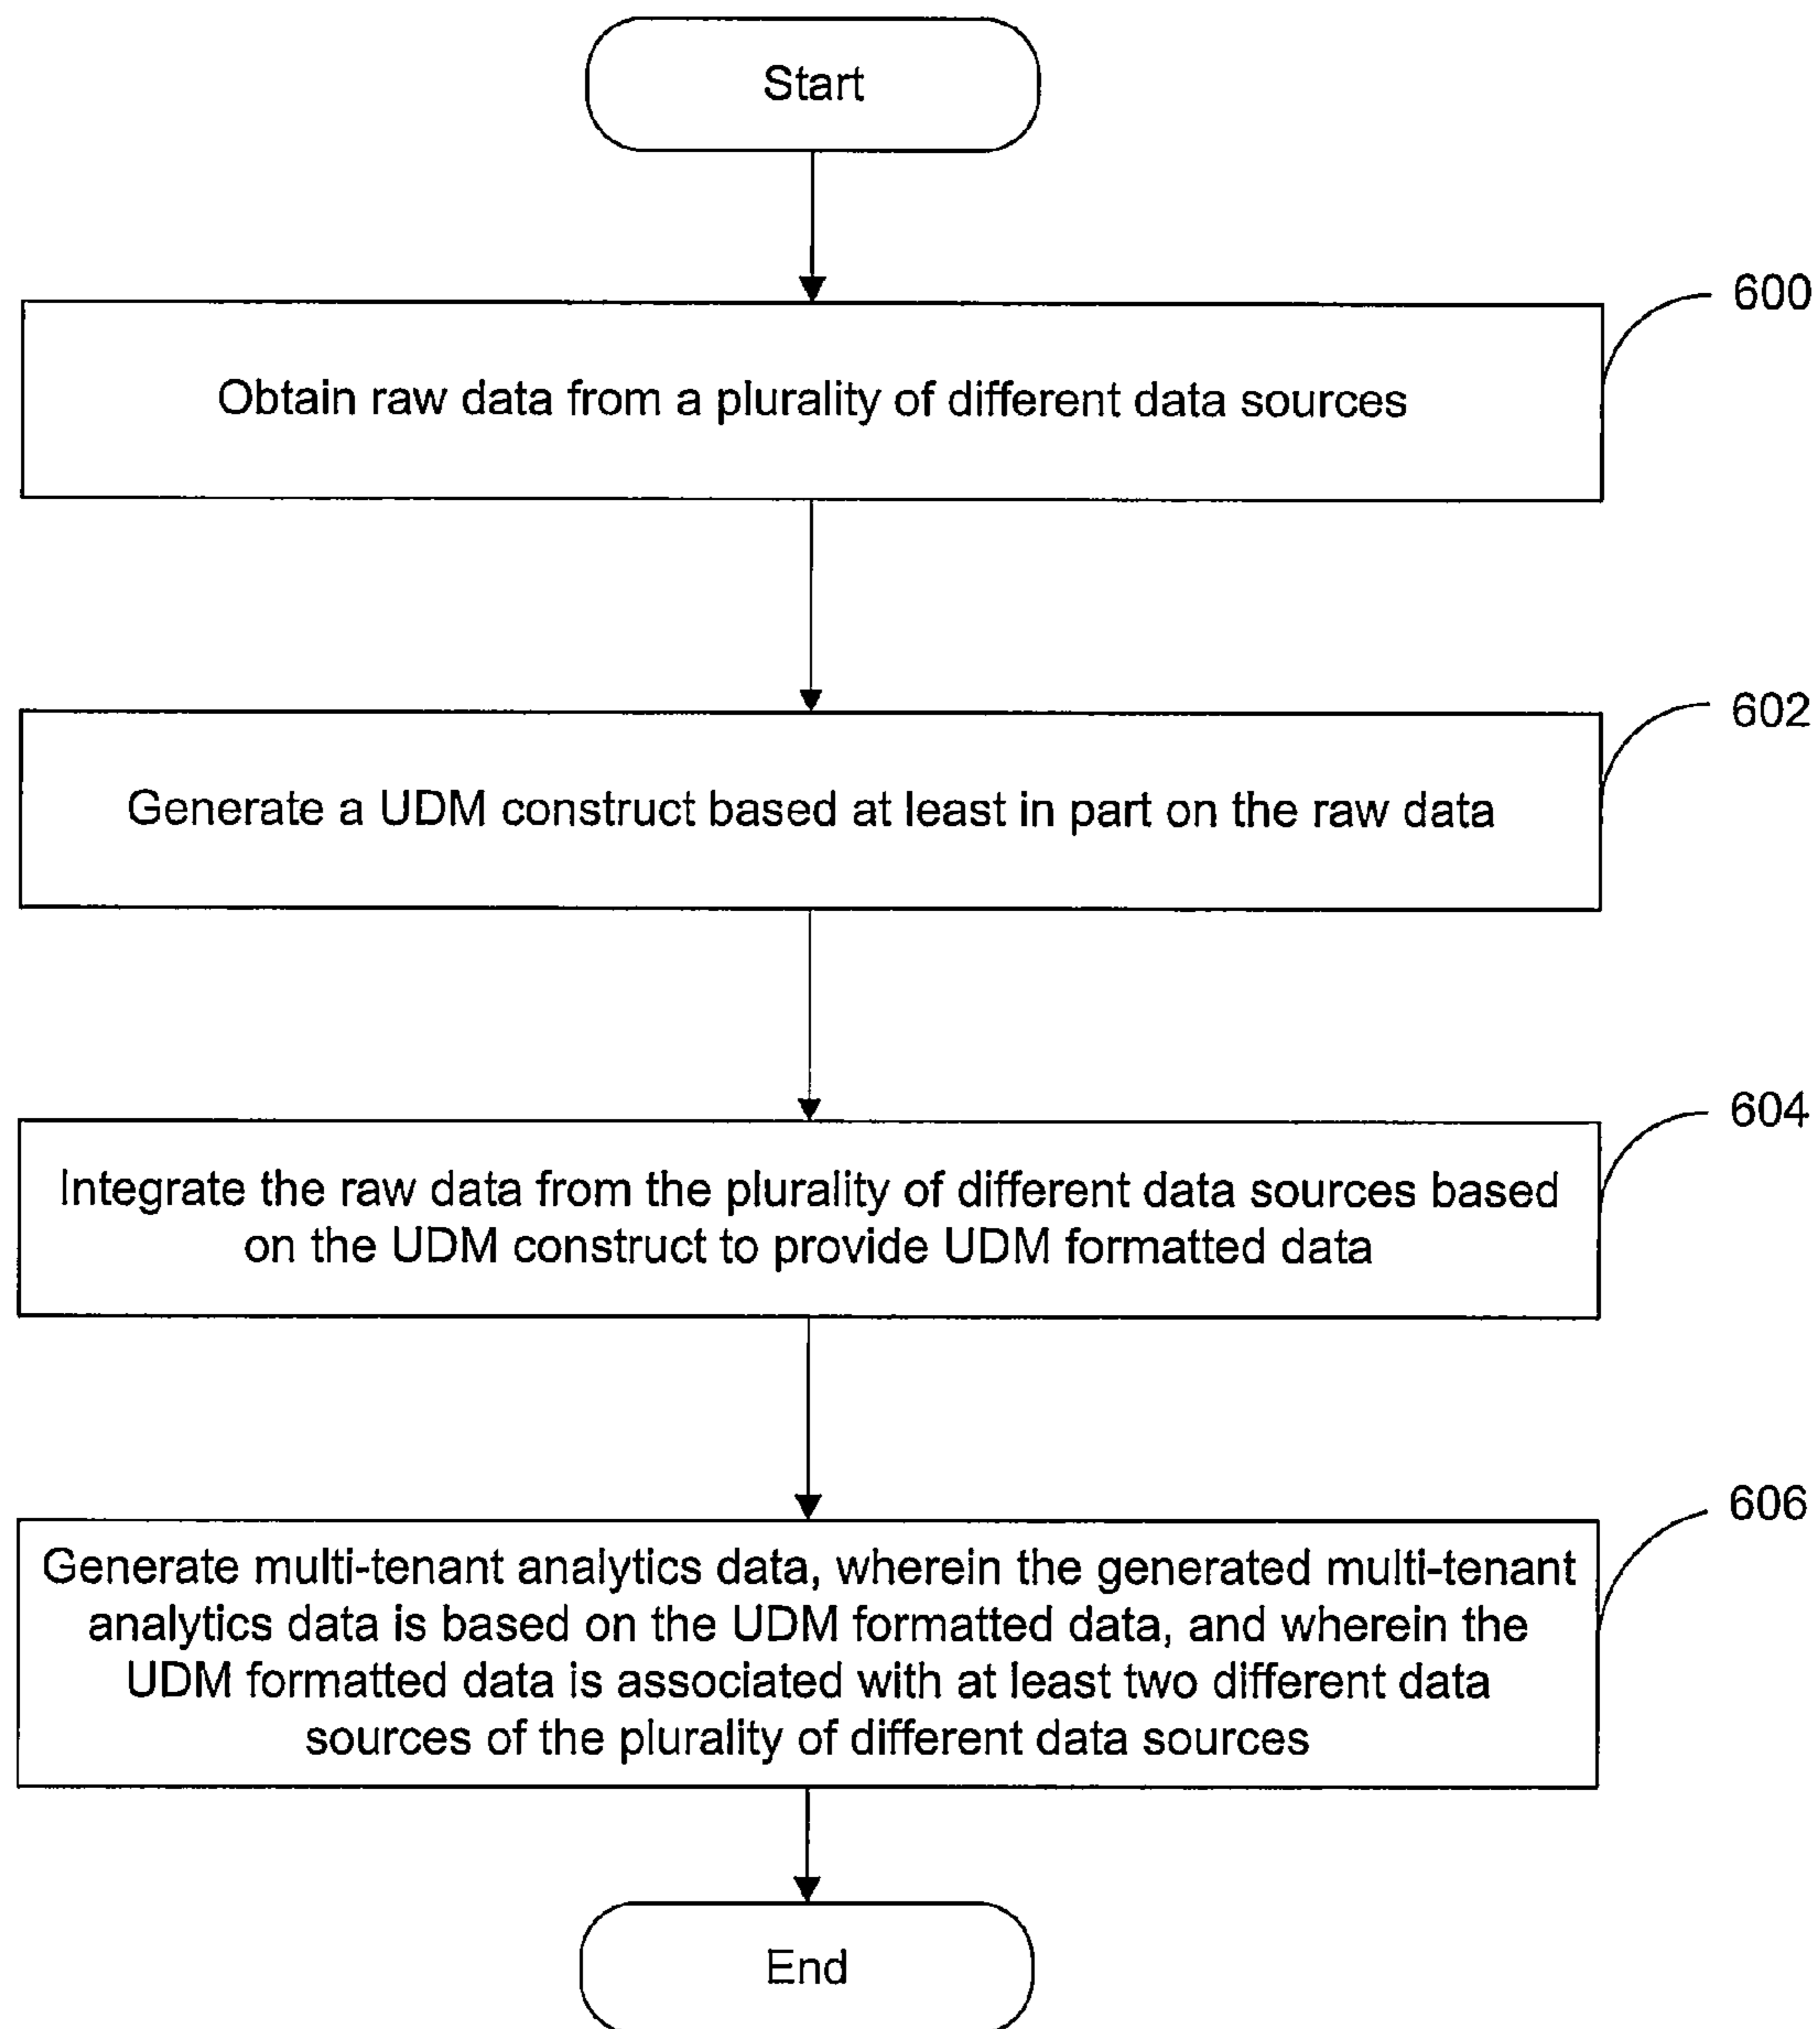 Start
600
Obtain raw data from a plurality of different data sources
602
Generate a UDM construct based at least in part on the raw data
604
Integrate the raw data from the plurality of different data sources based
on the UDM construct to provide UDM formatted data
606
Generate multi-tenant analytics data, wherein the generated multi-tenant
analytics data is based on the UDM formatted data, and wherein the
UDM formatted data is associated with at least two different data
sources of the plurality of different data sources
End